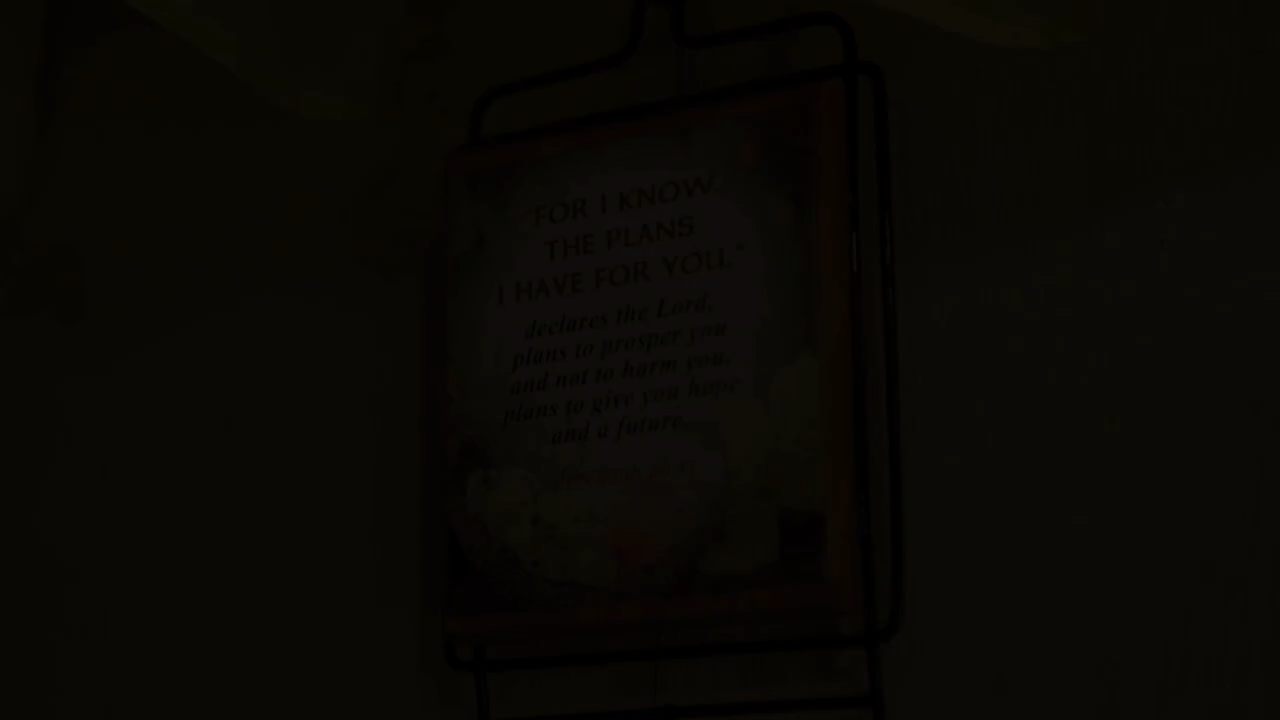 "FOR I KNOW
THE PLANS
I HAVE FOR YOU,"
declares the Lord,
plans to prosper you
and not to harm you,
plans to give you hope
and a future.